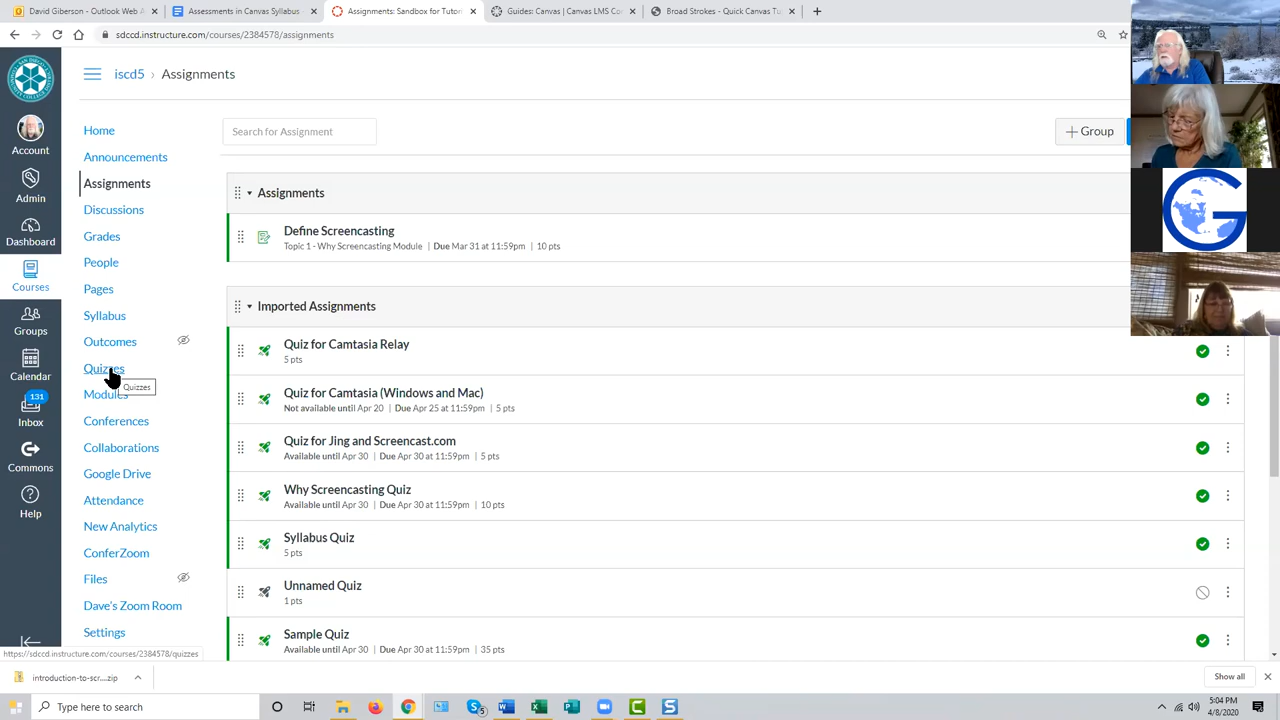 David Giberson - Outlook Web A
Assessments in Canvas Syllabus
Assignments: Sandbox for Tutor
Guides: Canvas | Canvas LMS Co
Broad Strokes - Quick Canvas Tu
sdccd.instructure.com/courses/2384578/assignments
iscd5 › Assignments
Account
Admin
Dashboard
Courses
Groups
Calendar
131
Inbox
Commons
Help
Home
Announcements
Assignments
Discussions
Grades
People
Pages
Syllabus
Outcomes
Quizzes
Quizzes
Modules
Conferences
Collaborations
Google Drive
Attendance
New Analytics
ConferZoom
Files
Dave's Zoom Room
Settings
Search for Assignment
+ Group
Assignments
Define Screencasting
Topic 1 - Why Screencasting Module | Due Mar 31 at 11:59pm | 10 pts
Imported Assignments
Quiz for Camtasia Relay
5 pts
Quiz for Camtasia (Windows and Mac)
Not available until Apr 20 | Due Apr 25 at 11:59pm | 5 pts
Quiz for Jing and Screencast.com
Available until Apr 30 | Due Apr 30 at 11:59pm | 5 pts
Why Screencasting Quiz
Available until Apr 30 | Due Apr 30 at 11:59pm | 10 pts
Syllabus Quiz
5 pts
Unnamed Quiz
1 pts
Sample Quiz
Available until Apr 30 | Due Apr 30 at 11:59pm | 35 pts
G
https://sdccd.instructure.com/courses/2384578/quizzes
introduction-to-scr....zip
Show all
Type here to search
5
5:04 PM
4/8/2020